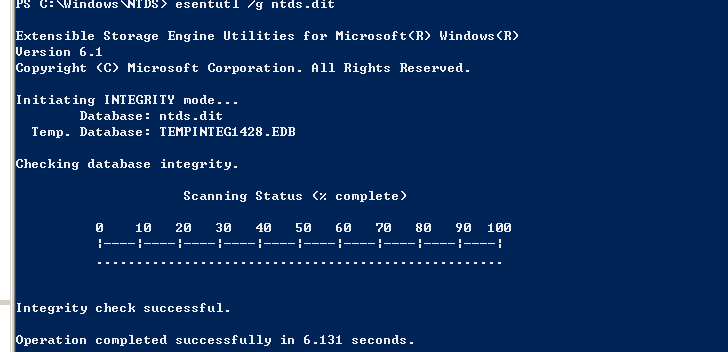 PS C:\Windows\NTDS> esentutl /g ntds.dit
Extensible Storage Engine Utilities for Microsoft(R) Windows(R)
Version 6.1
Copyright (C) Microsoft Corporation. All Rights Reserved.
Initiating INTEGRITY mode...
        Database: ntds.dit
  Temp. Database: TEMPINTEG1428.EDB
Checking database integrity.
                     Scanning Status (% complete)
          0    10   20   30   40   50   60   70   80   90  100
          |----|----|----|----|----|----|----|----|----|----|
          ...................................................
Integrity check successful.
Operation completed successfully in 6.131 seconds.